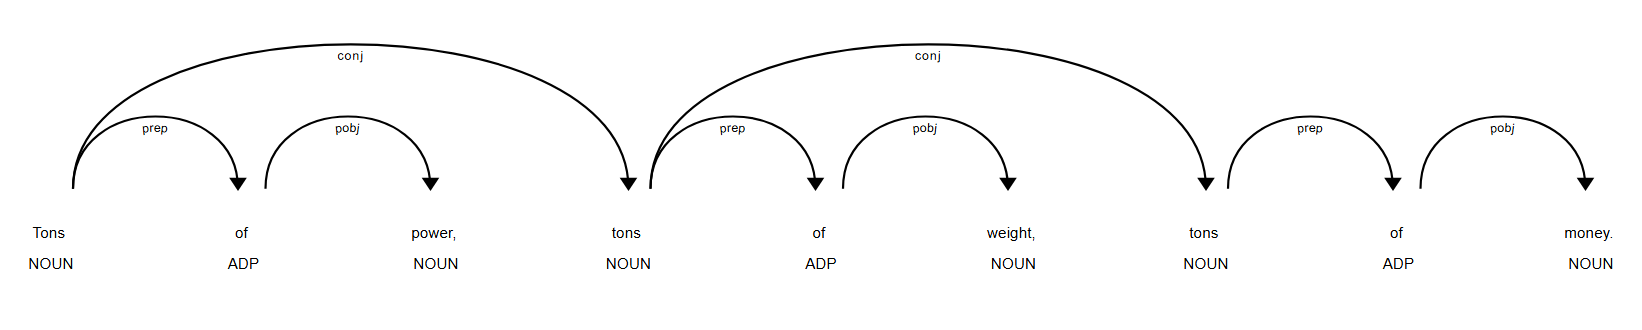 conj conj
prep pobj prep pobj prep pobj
Tons of power, tons of weight, tons of money.
NOUN ADP NOUN NOUN ADP NOUN NOUN ADP NOUN